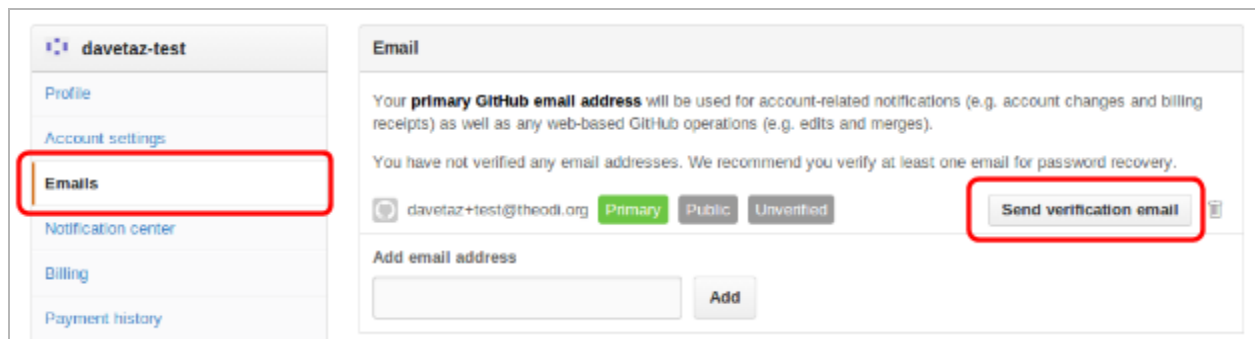 davetaz-test
Profile
Account settings
Emails
Notification center
Billing
Payment history
Email
Your primary GitHub email address will be used for account-related notifications (e.g. account changes and billing
receipts) as well as any web-based GitHub operations (e.g. edits and merges).
You have not verified any email addresses. We recommend you verify at least one email for password recovery.
davetaz+test@theodi.org Primary Public Unverified Send verification email
Add email address
Add